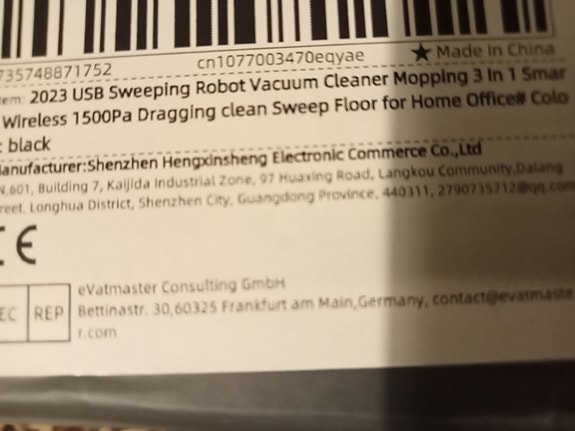 735748871752 cn1077003470eqyae ★ Made In China
em: 2023 USB Sweeping Robot Vacuum Cleaner Mopping 3 In 1 Smar
Wireless 1500Pa Dragging clean Sweep Floor for Home Office# Colo
: black
anufacturer:Shenzhen Hengxinsheng Electronic Commerce Co.,Ltd
.601, Building 7, Kaijida Industrial Zone, 97 Huaxing Road, Langkou Community,Dalang
reet, Longhua District, Shenzhen City, Guangdong Province, 440311, 2790735712@qq.com
CE
EC REP
eVatmaster Consulting GmbH
Bettinastr. 30,60325 Frankfurt am Main,Germany, contact@evatmaste
r.com